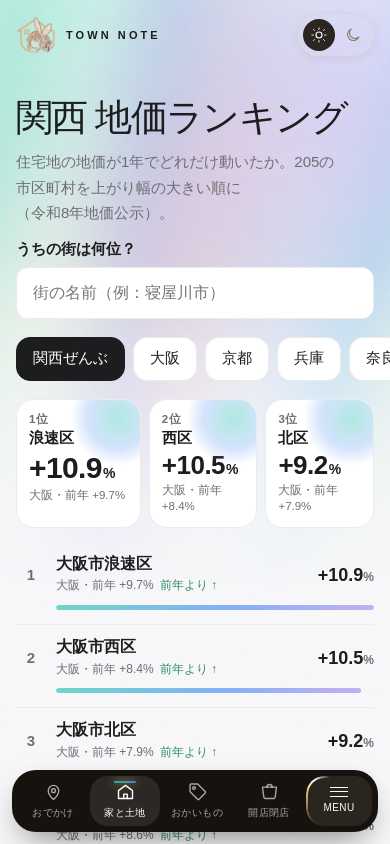 TOWN NOTE
関西 地価ランキング
住宅地の地価が1年でどれだけ動いたか。205の
市区町村を上がり幅の大きい順に
（令和8年地価公示）。
うちの街は何位？
街の名前（例：寝屋川市）
関西ぜんぶ 大阪 京都 兵庫 奈良
1位
浪速区
+10.9%
大阪・前年 +9.7%
2位
西区
+10.5%
大阪・前年
+8.4%
3位
北区
+9.2%
大阪・前年
+7.9%
1 大阪市浪速区 +10.9%
大阪・前年 +9.7% 前年より ↑
2 大阪市西区 +10.5%
大阪・前年 +8.4% 前年より ↑
3 大阪市北区 +9.2%
大阪・前年 +7.9% 前年より ↑
おでかけ 家と土地 おかいもの 開店閉店 MENU
大阪・前年 +8.6% 前年より ↑